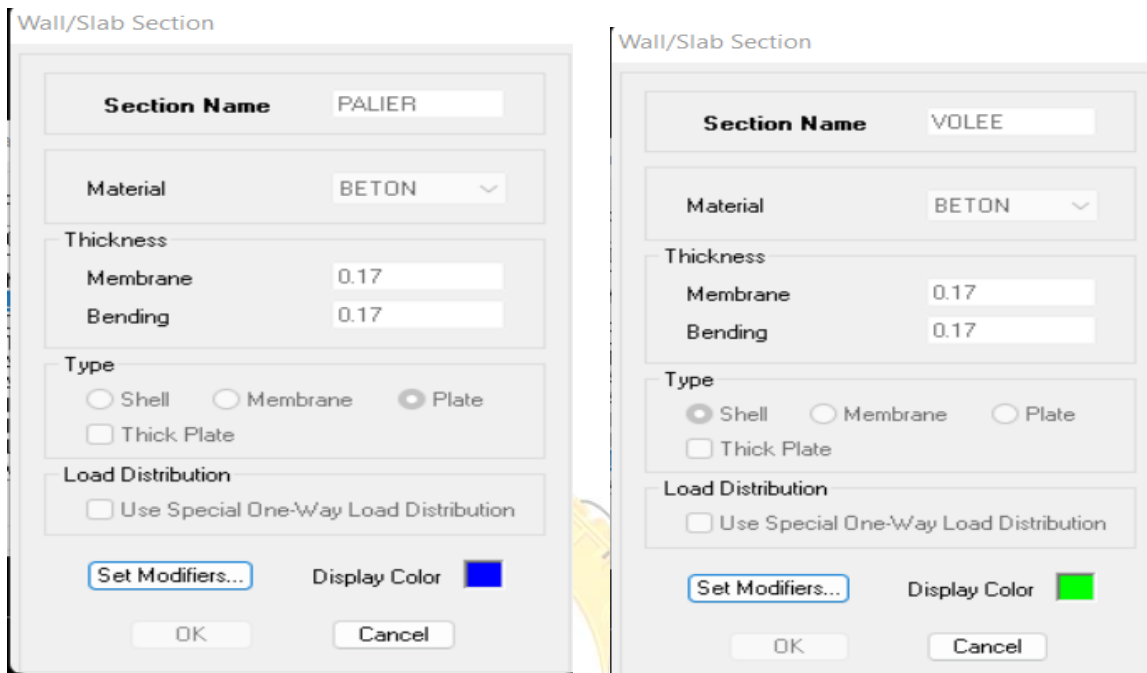 Wall/Slab Section
Section Name PALIER
Material BETON
Thickness
Membrane 0.17
Bending 0.17
Type
Shell Membrane Plate
Thick Plate
Load Distribution
Use Special One-Way Load Distribution
Set Modifiers... Display Color
OK Cancel
Wall/Slab Section
Section Name VOLEE
Material BETON
Thickness
Membrane 0.17
Bending 0.17
Type
Shell Membrane Plate
Thick Plate
Load Distribution
Use Special One-Way Load Distribution
Set Modifiers... Display Color
OK Cancel